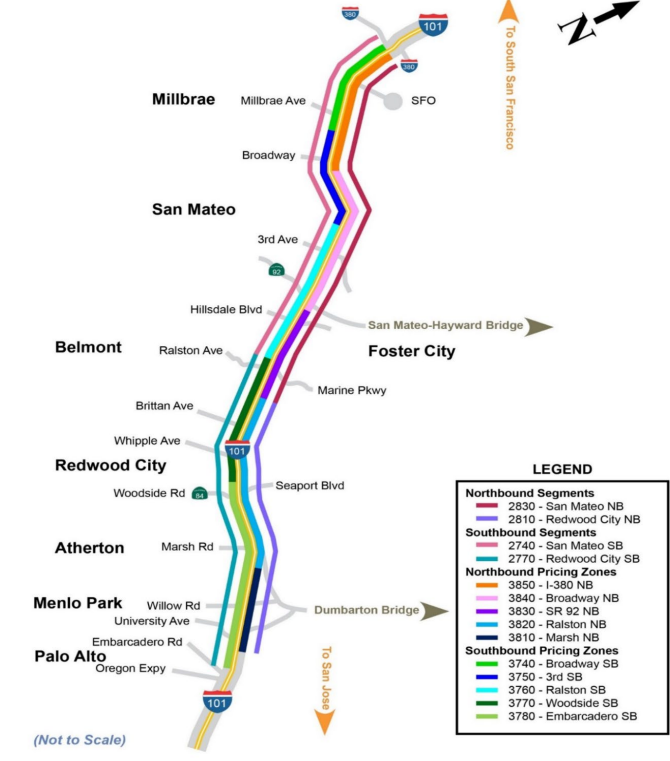 380
101
N
To South San Francisco
380
Millbrae
Millbrae Ave
SFO
Broadway
San Mateo
3rd Ave
92
Hillsdale Blvd
San Mateo-Hayward Bridge
Belmont
Ralston Ave
Foster City
Marine Pkwy
Brittan Ave
Whipple Ave
101
Redwood City
Woodside Rd
84
Seaport Blvd
Atherton
Marsh Rd
Menlo Park
Willow Rd
Dumbarton Bridge
University Ave
Embarcadero Rd
Palo Alto
Oregon Expy
To San Jose
101
(Not to Scale)
LEGEND
Northbound Segments
2830 - San Mateo NB
2810 - Redwood City NB
Southbound Segments
2740 - San Mateo SB
2770 - Redwood City SB
Northbound Pricing Zones
3850 - I-380 NB
3840 - Broadway NB
3830 - SR 92 NB
3820 - Ralston NB
3810 - Marsh NB
Southbound Pricing Zones
3740 - Broadway SB
3750 - 3rd SB
3760 - Ralston SB
3770 - Woodside SB
3780 - Embarcadero SB